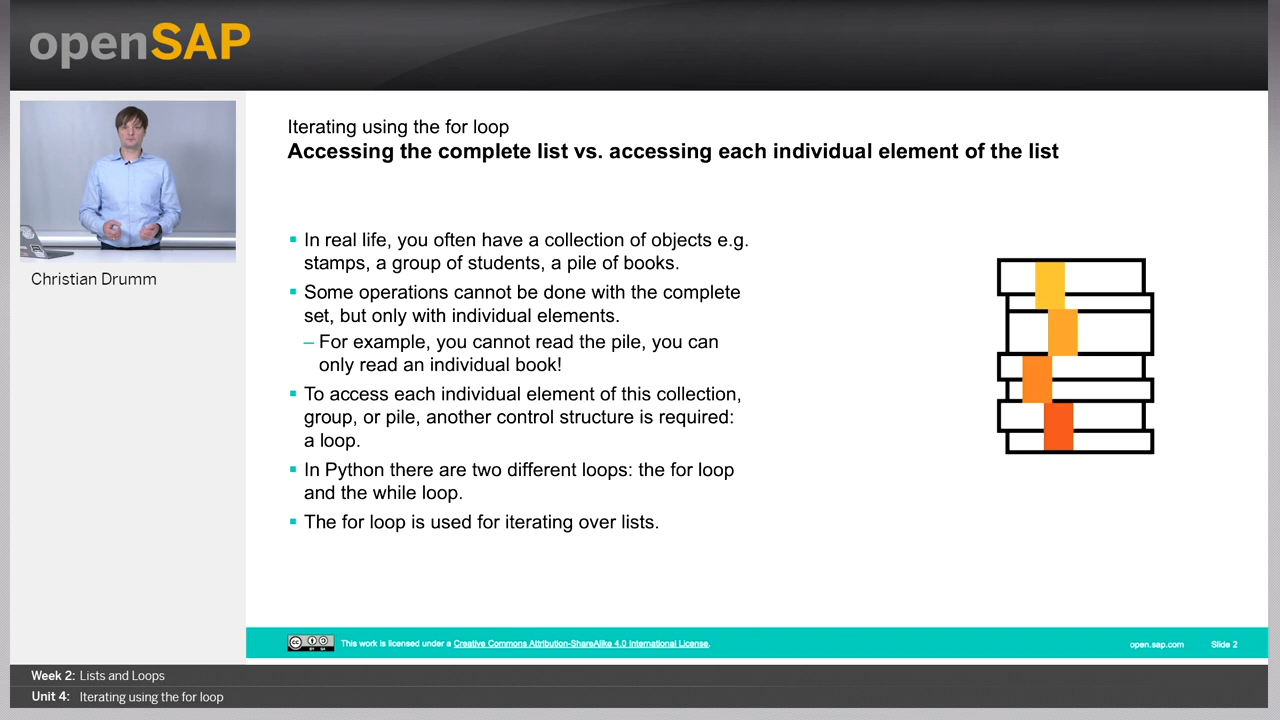 openSAP
Christian Drumm
Iterating using the for loop
Accessing the complete list vs. accessing each individual element of the list
▪ In real life, you often have a collection of objects e.g.
stamps, a group of students, a pile of books.
▪ Some operations cannot be done with the complete
set, but only with individual elements.
– For example, you cannot read the pile, you can
only read an individual book!
▪ To access each individual element of this collection,
group, or pile, another control structure is required:
a loop.
▪ In Python there are two different loops: the for loop
and the while loop.
▪ The for loop is used for iterating over lists.
cc BY SA This work is licensed under a Creative Commons Attribution-ShareAlike 4.0 International License. open.sap.com Slide 2
Week 2: Lists and Loops
Unit 4: Iterating using the for loop